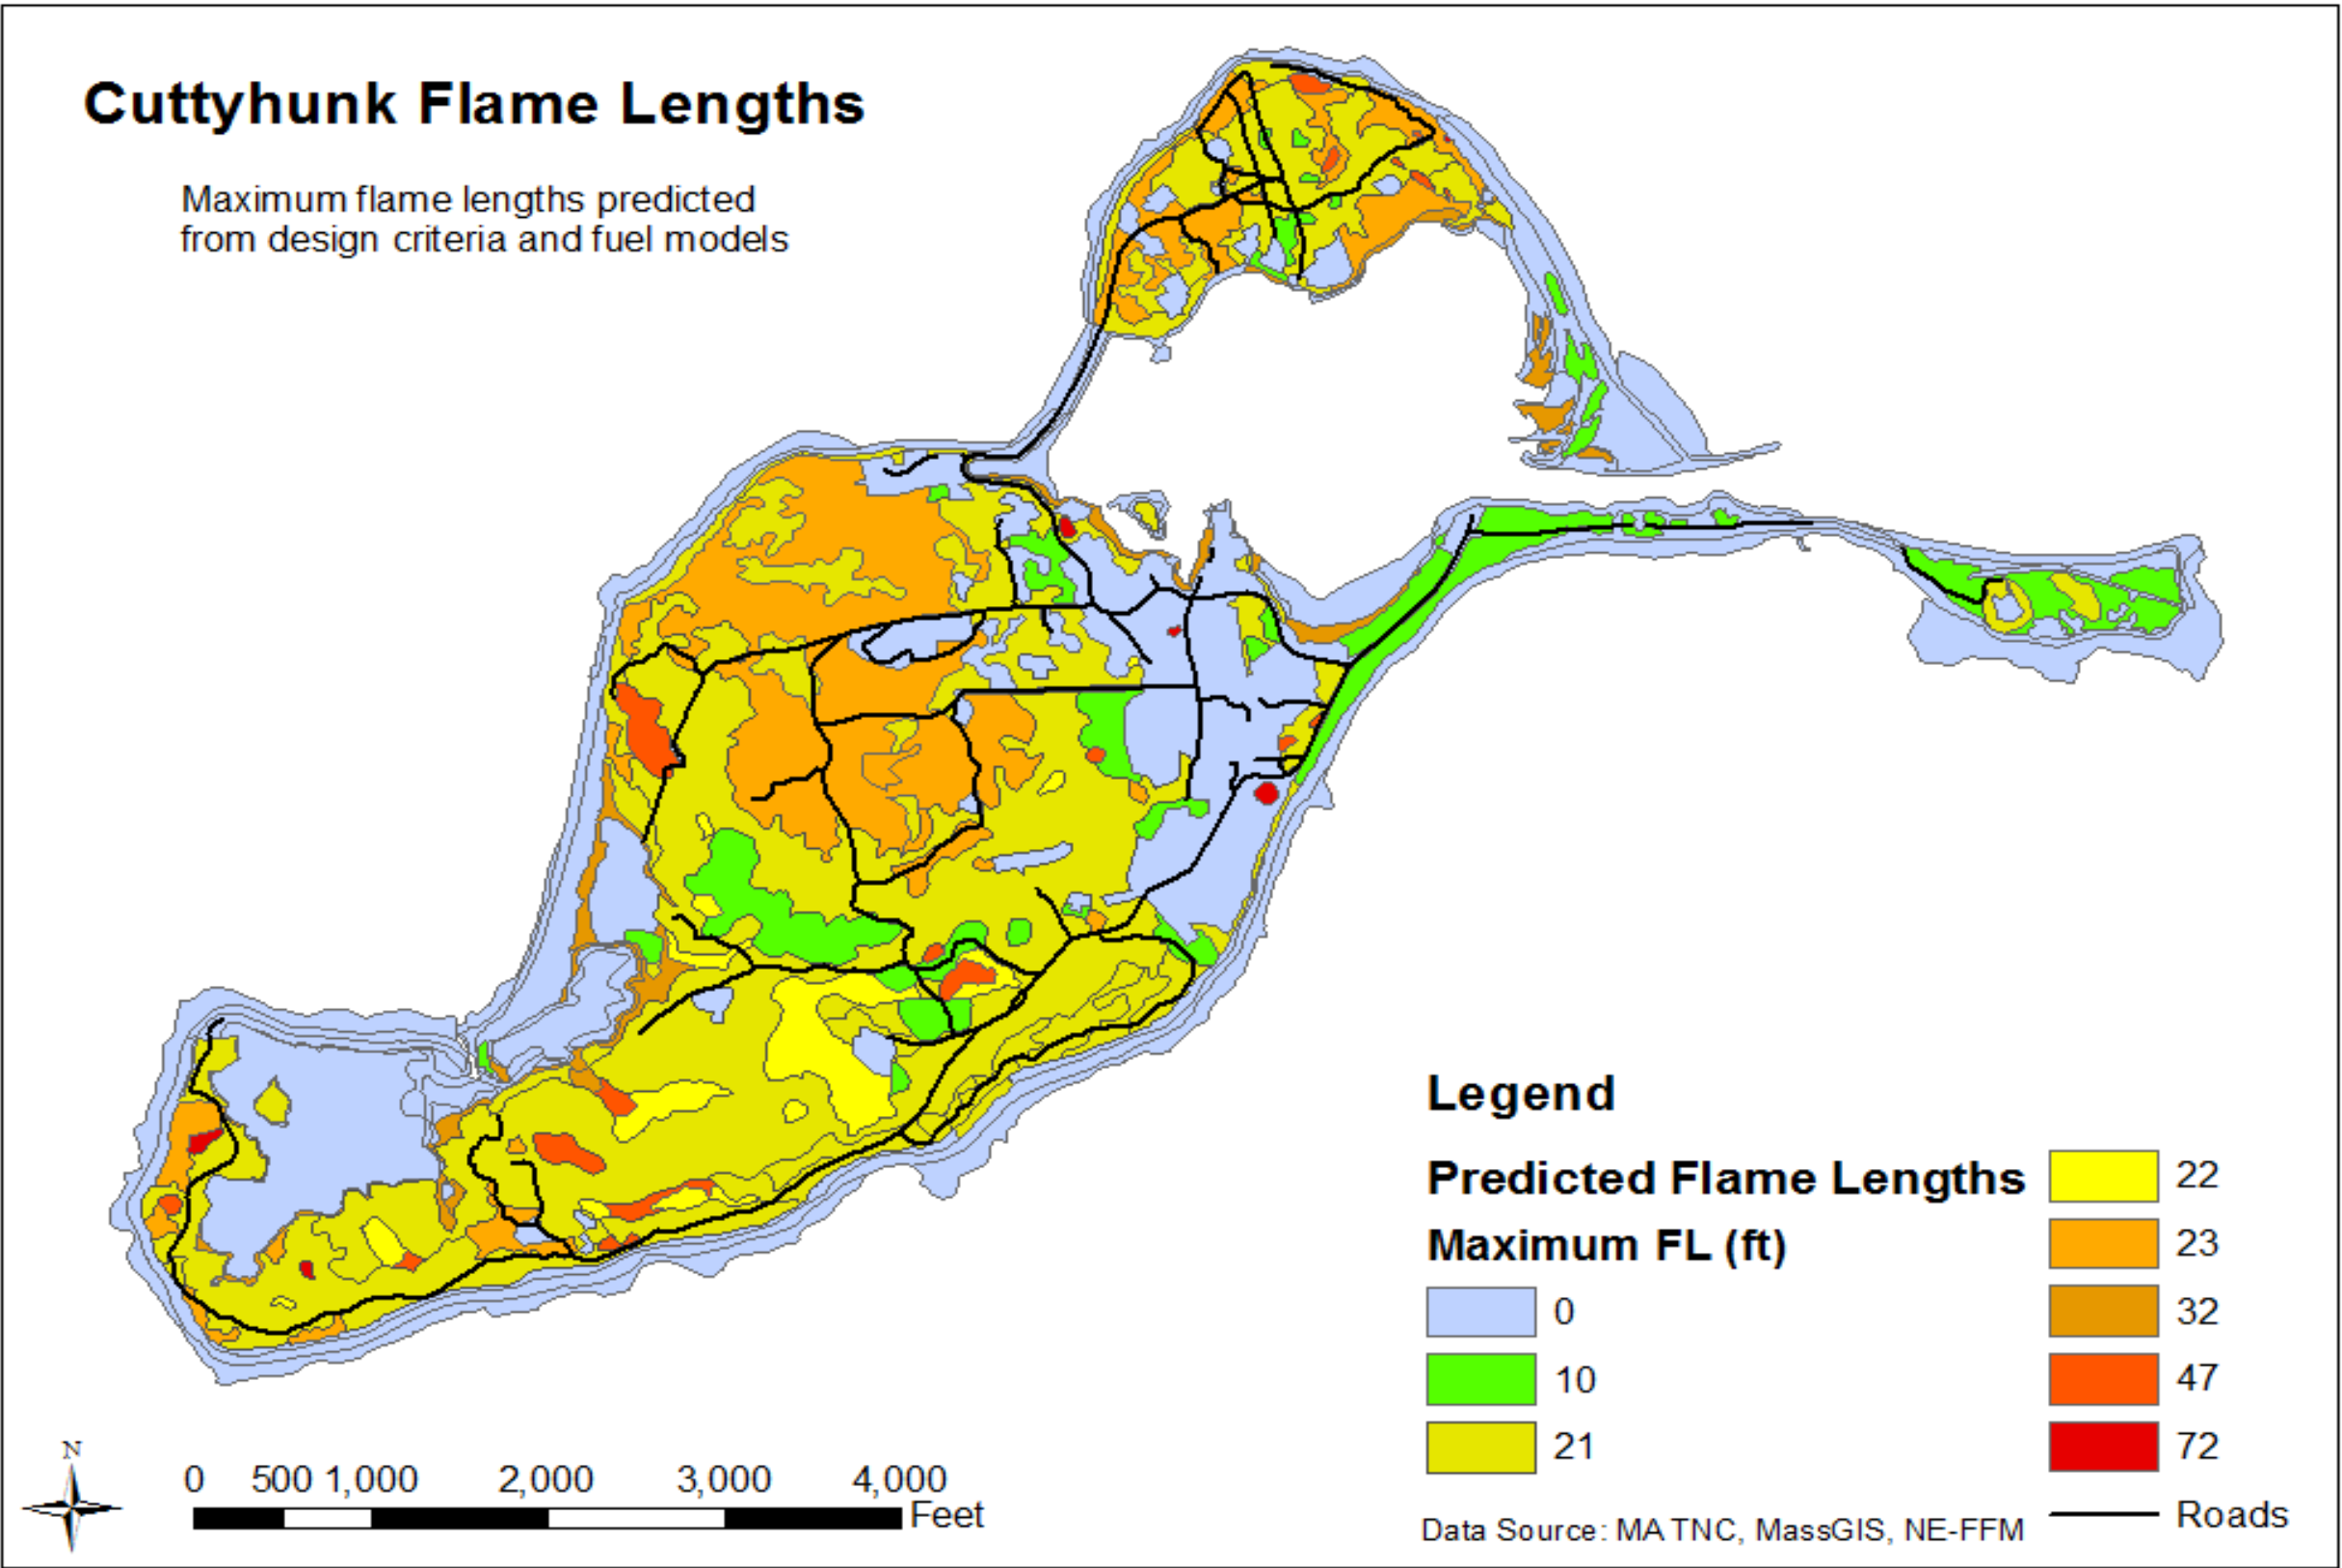 Cuttyhunk Flame Lengths
Maximum flame lengths predicted
from design criteria and fuel models
Legend
Predicted Flame Lengths
Maximum FL (ft)
0
10
21
22
23
32
47
72
Roads
N
0 500 1,000 2,000 3,000 4,000
Feet
Data Source: MA TNC, MassGIS, NE-FFM